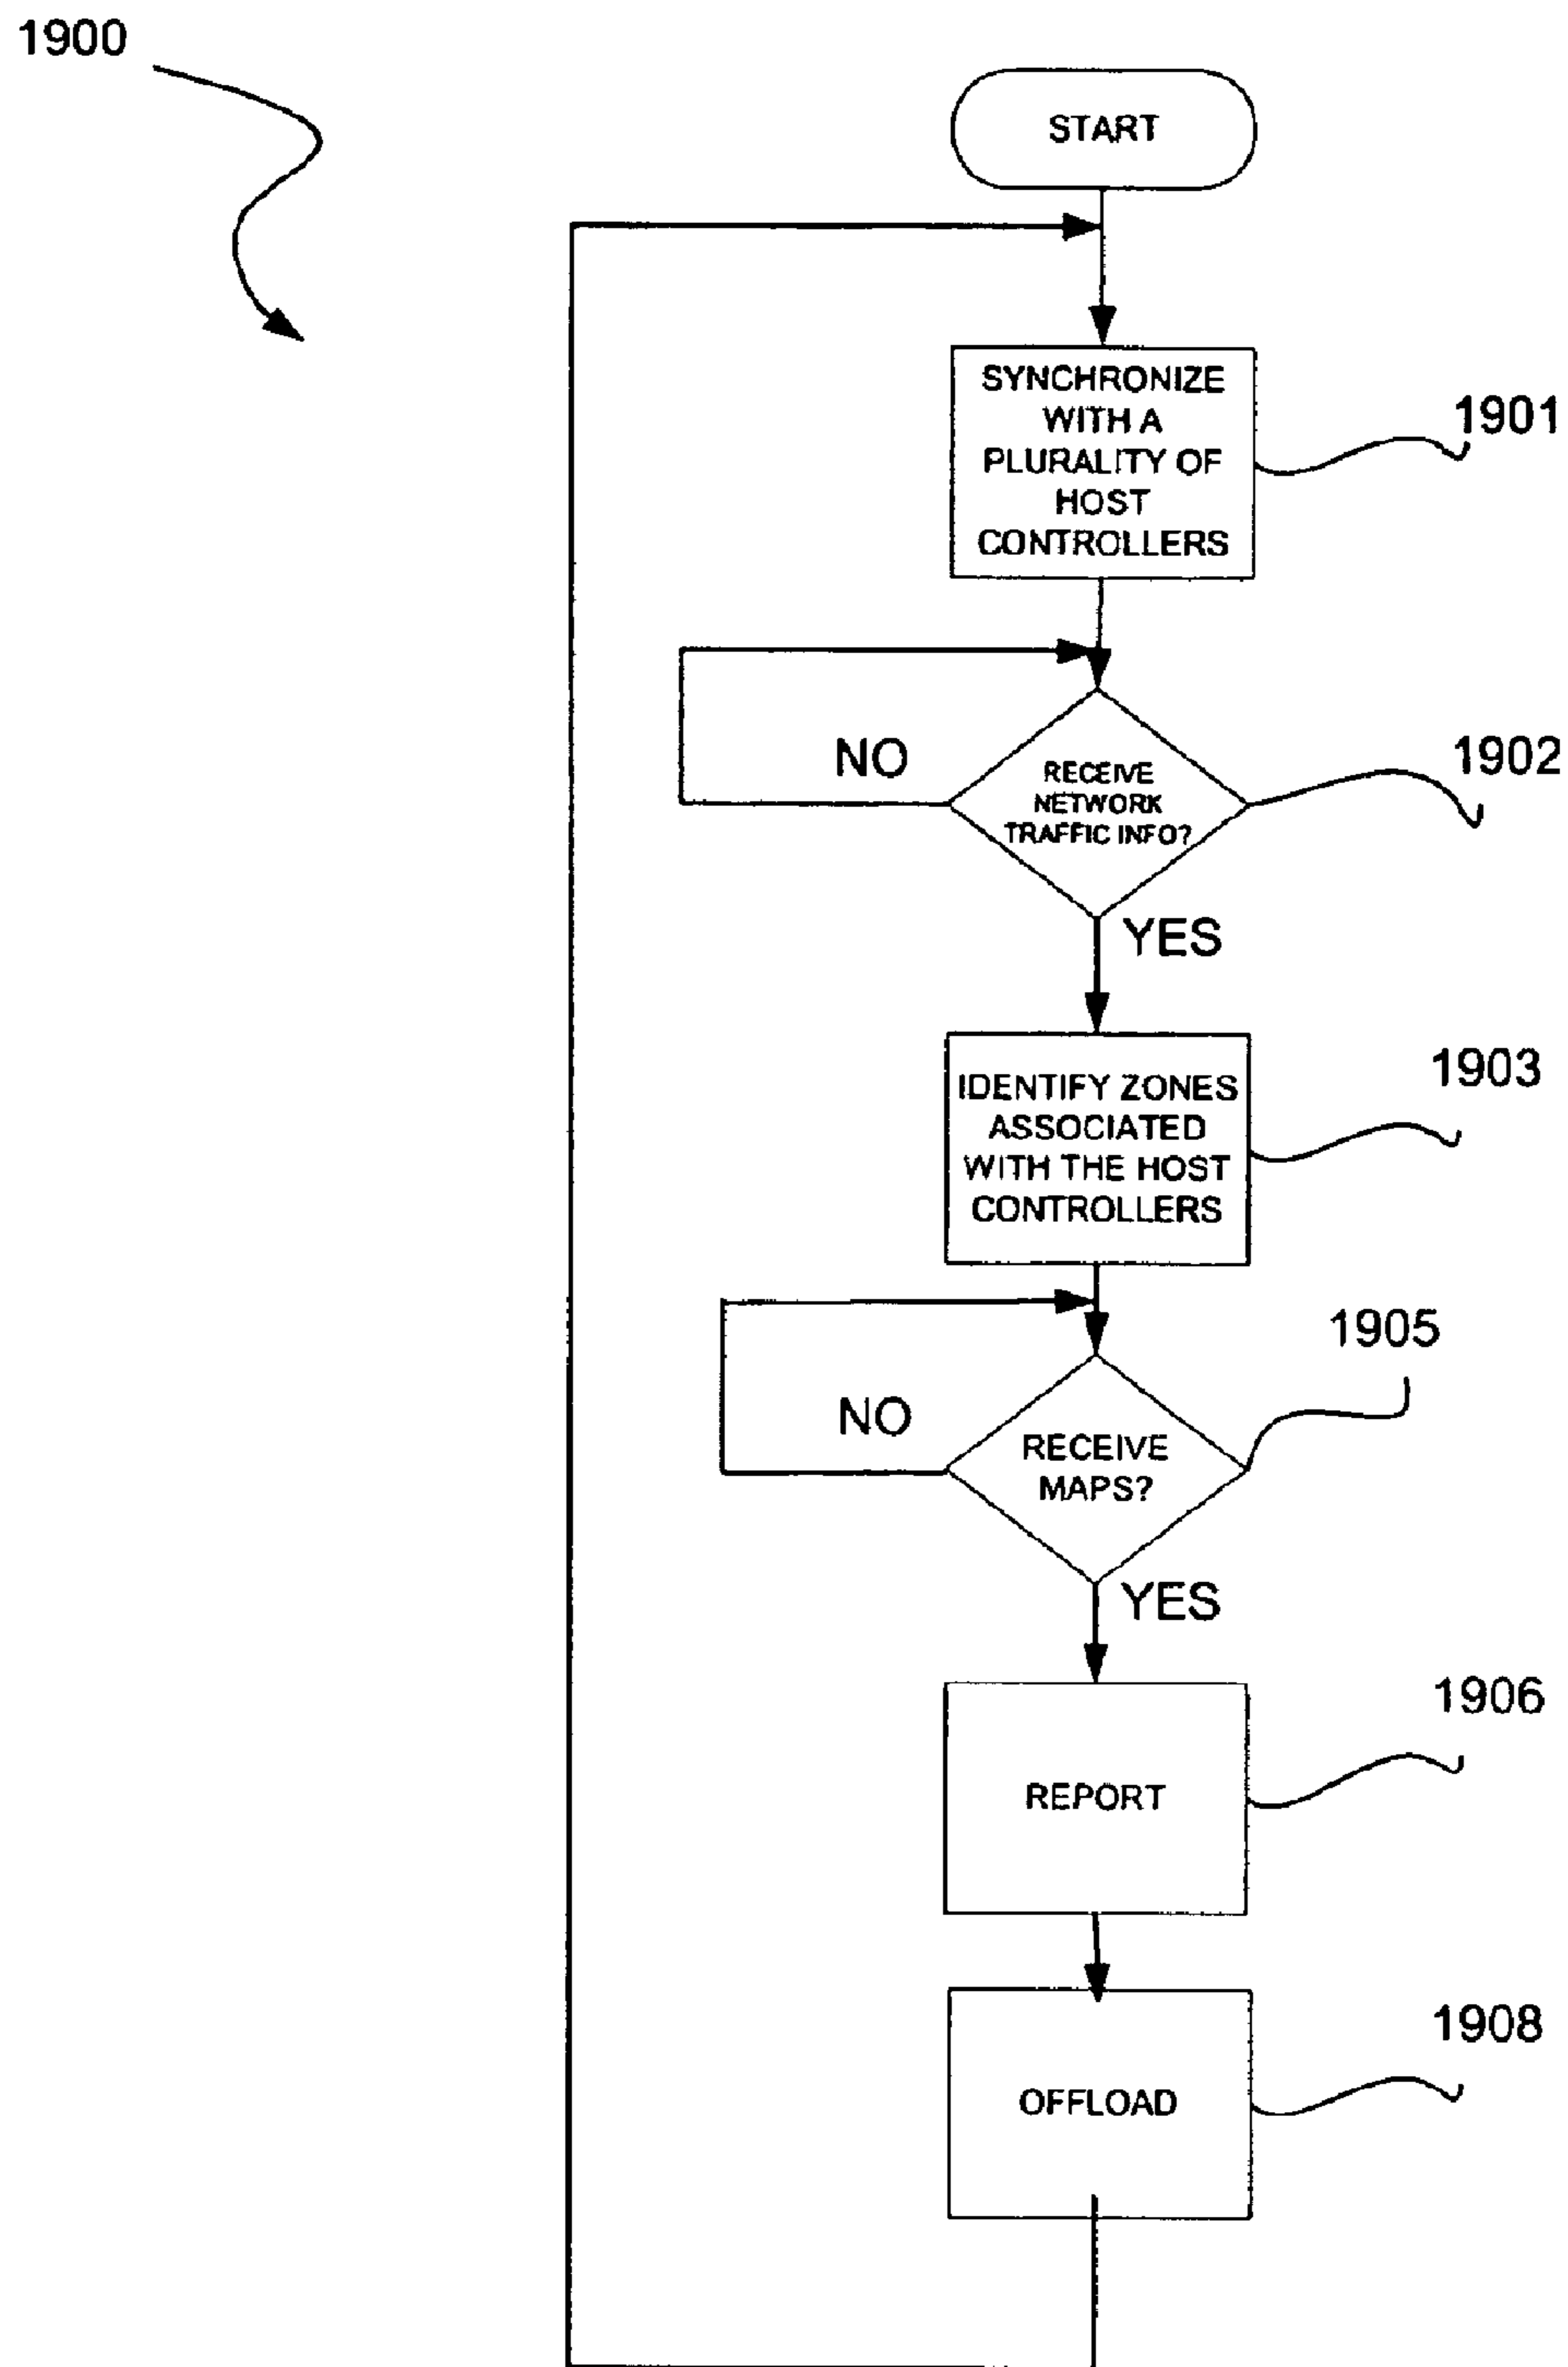 1900
START
SYNCHRONIZE
WITH A
PLURALITY OF
HOST
CONTROLLERS
1901
NO
RECEIVE
NETWORK
TRAFFIC INFO?
1902
YES
IDENTIFY ZONES
ASSOCIATED
WITH THE HOST
CONTROLLERS
1903
1905
NO
RECEIVE
MAPS?
YES
1906
REPORT
1908
OFFLOAD